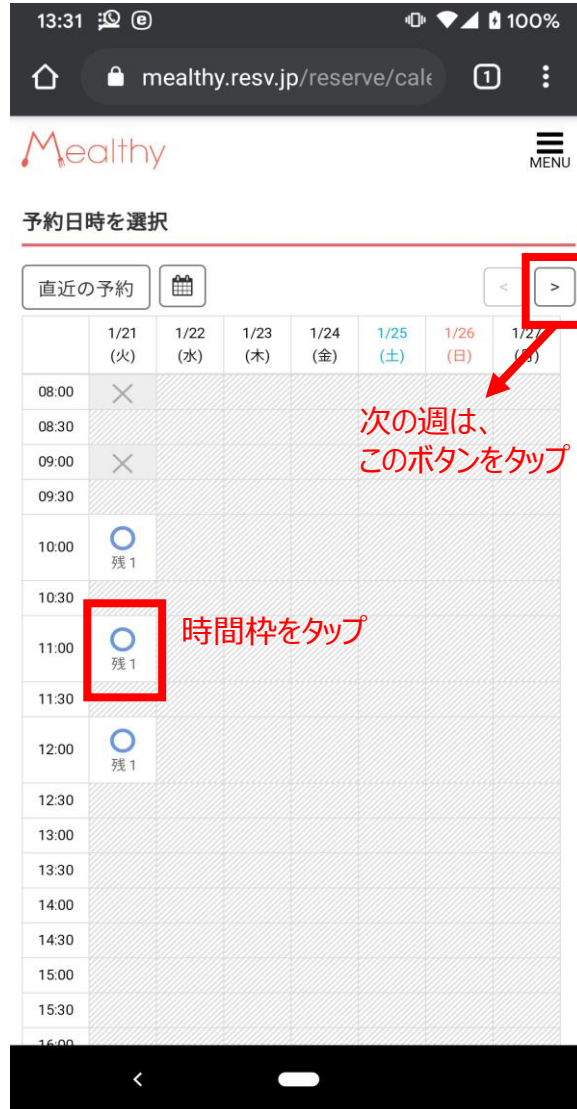 13:31 100%
mealthy.resv.jp/reserve/cale 1
Mealthy
MENU
予約日時を選択
直近の予約 < >
1/21 1/22 1/23 1/24 1/25 1/26 1/27
(火) (水) (木) (金) (土) (日) (月)
08:00
08:30
次の週は、
09:00
このボタンをタップ
09:30
10:00
残1
10:30
時間枠をタップ
11:00
残1
11:30
12:00
残1
12:30
13:00
13:30
14:00
14:30
15:00
15:30
16:00